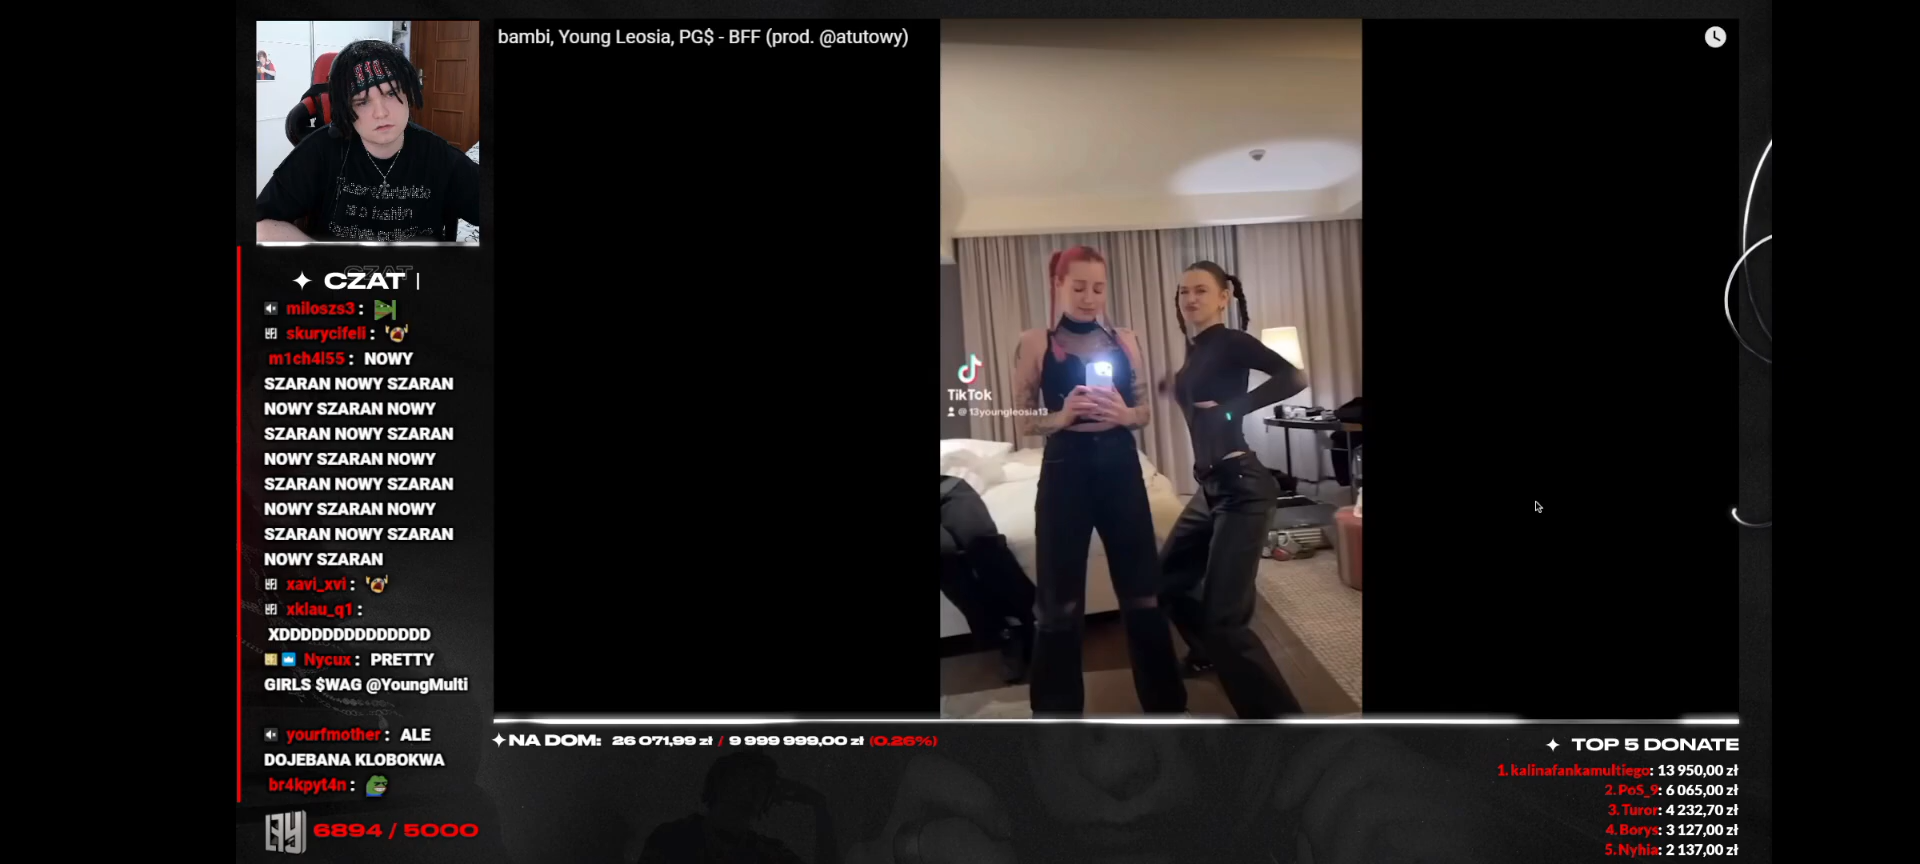 bambi, Young Leosia, PG$ - BFF (prod. @atutowy)
TikTok
@13youngleosia13
CZAT
miloszs3:
skurycifeli:
m1ch4l55: NOWY
SZARAN NOWY SZARAN
NOWY SZARAN NOWY
SZARAN NOWY SZARAN
NOWY SZARAN NOWY
SZARAN NOWY SZARAN
NOWY SZARAN NOWY
SZARAN NOWY SZARAN
NOWY SZARAN
xavi_xvi:
xklau_q1:
XDDDDDDDDDDDDDD
Nycux: PRETTY
GIRLS $WAG @YoungMulti
yourfmother: ALE
DOJEBANA KLOBOKWA
br4kpyt4n:
6894 / 5000
NA DOM: 26 071,99 zł / 9 999 999,00 zł (0.26%)
TOP 5 DONATE
1. kalinafankamultiego: 13 950,00 zł
2. PoS_9: 6 065,00 zł
3. Turor: 4 232,70 zł
4. Borys: 3 127,00 zł
5. Nyhia: 2 137,00 zł